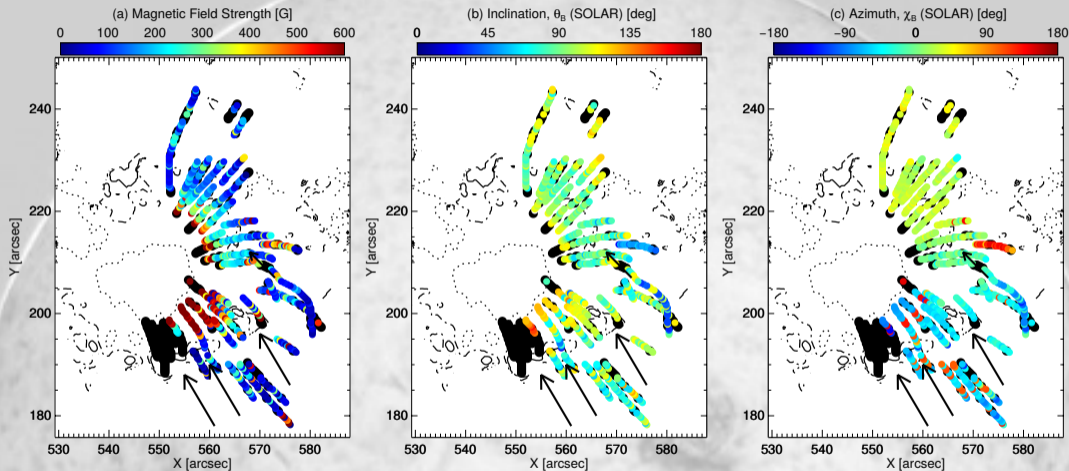 (a) Magnetic Field Strength [G]
0 100 200 300 400 500 600
240
220
200
180
Y [arcsec]
530 540 550 560 570 580
X [arcsec]
(b) Inclination, θB (SOLAR) [deg]
0 45 90 135 180
240
220
200
180
Y [arcsec]
530 540 550 560 570 580
X [arcsec]
(c) Azimuth, χB (SOLAR) [deg]
−180 −90 0 90 180
240
220
200
180
Y [arcsec]
530 540 550 560 570 580
X [arcsec]